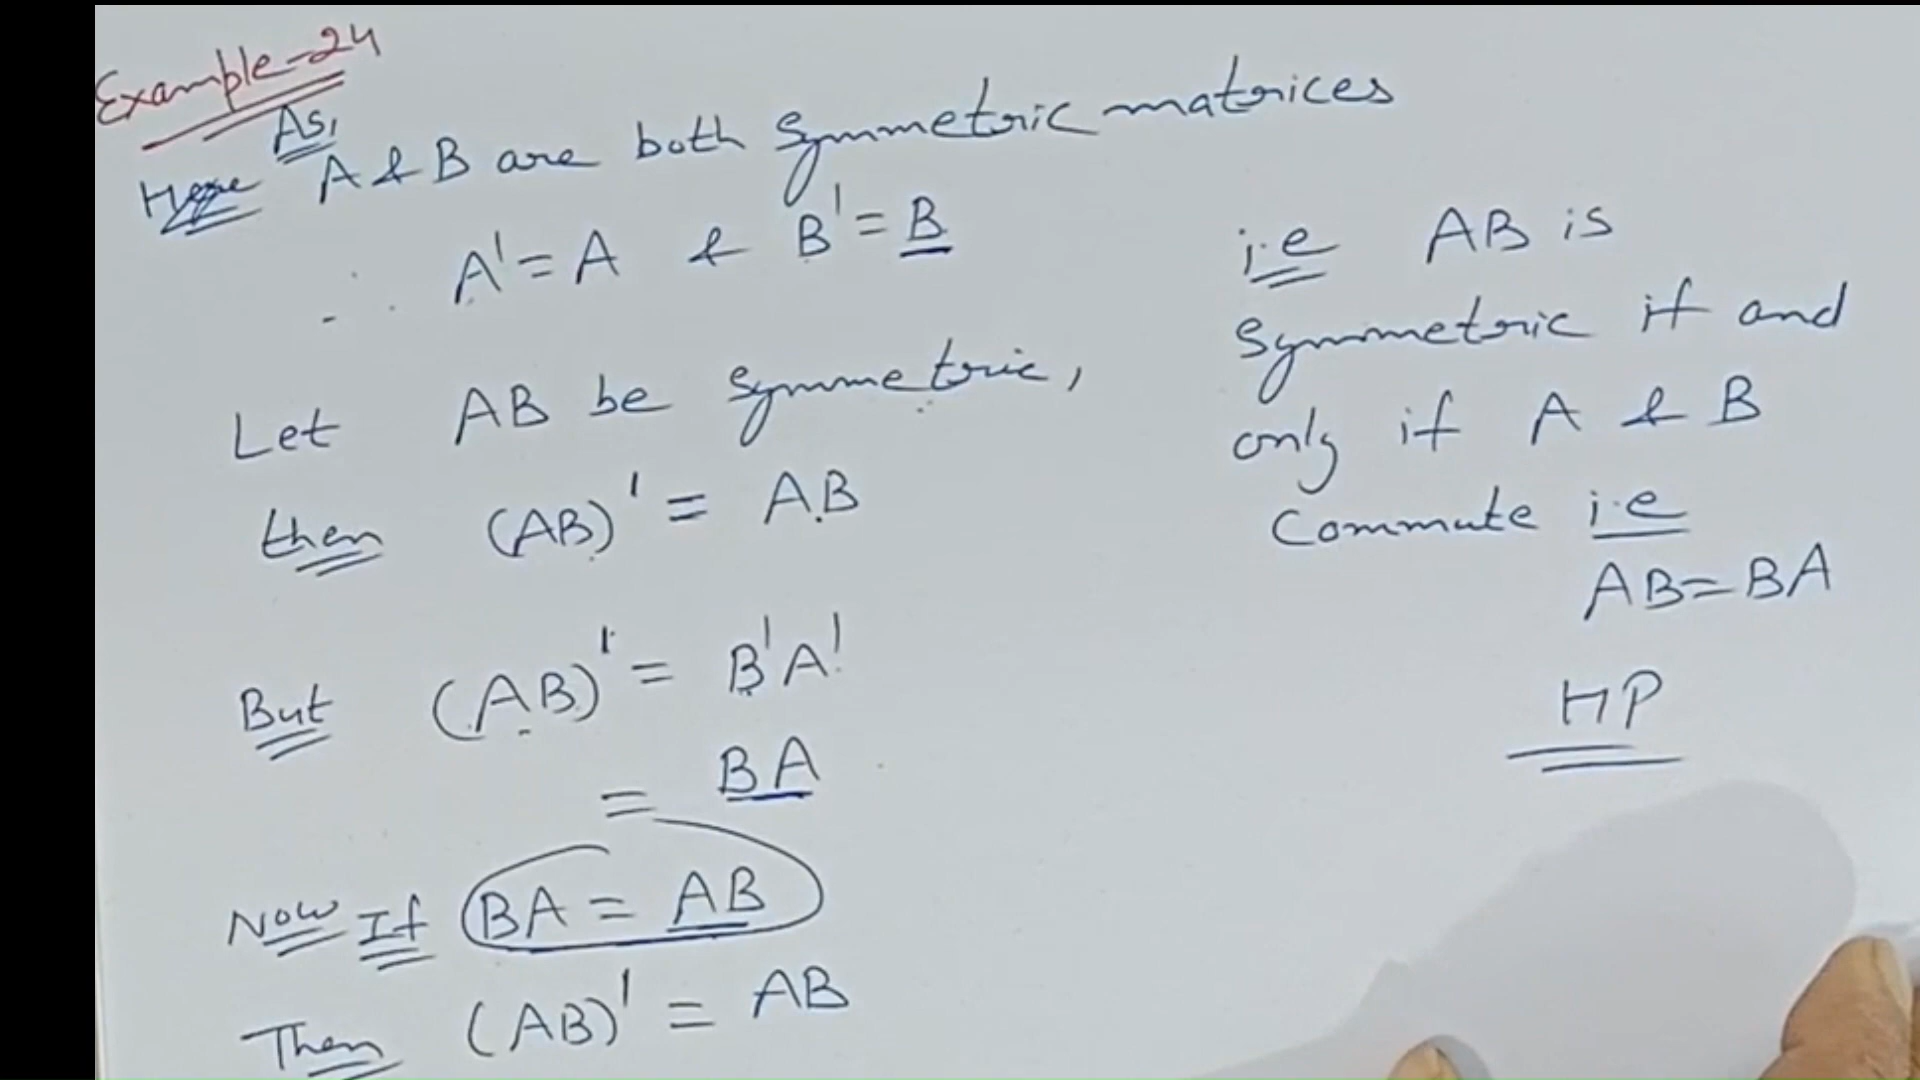 Example-24
As,
Here A & B are both Symmetric matrices
∴ A' = A & B' = B
Let AB be Symmetric,
then (AB)' = AB
But (AB)' = B'A'
= BA
Now If BA = AB
Then (AB)' = AB
i.e AB is
Symmetric if and
only if A & B
Commute i.e
AB=BA
HP